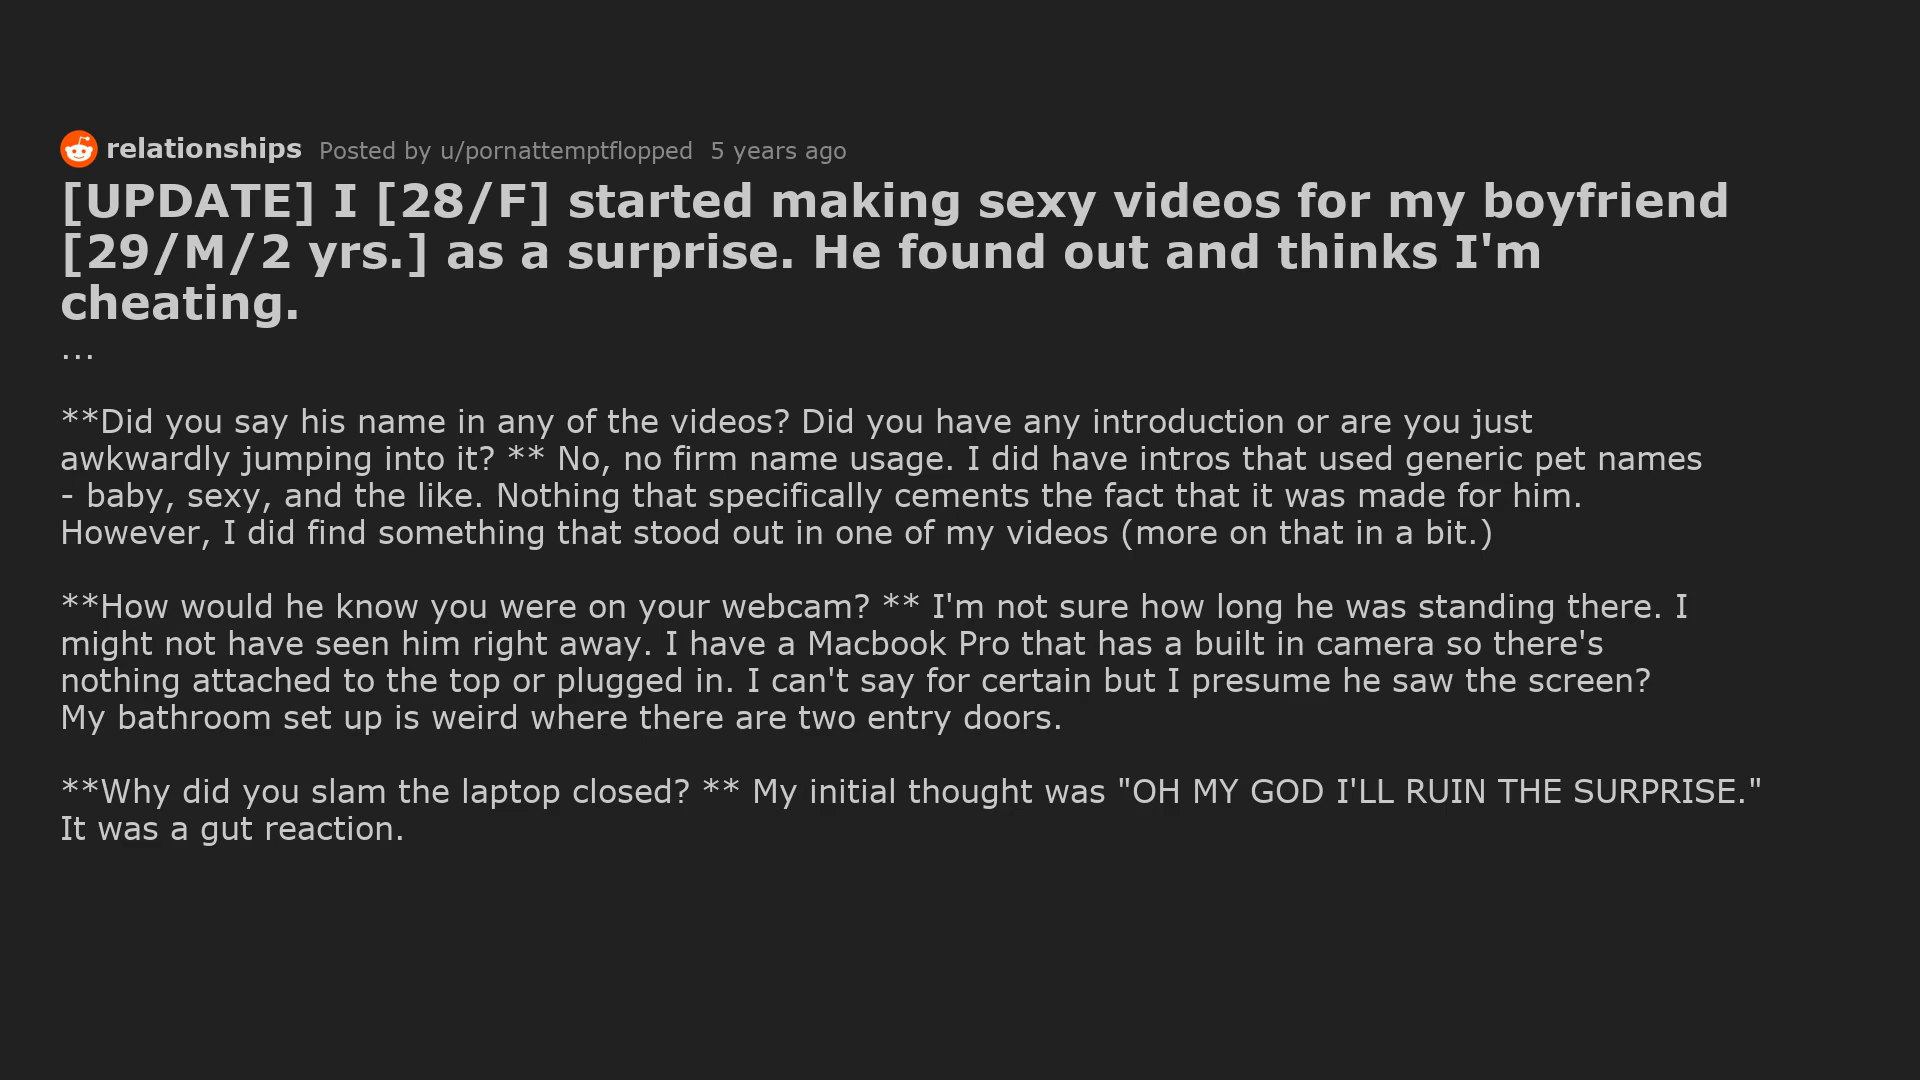 relationships Posted by u/pornattemptflopped 5 years ago
[UPDATE] I [28/F] started making sexy videos for my boyfriend
[29/M/2 yrs.] as a surprise. He found out and thinks I'm
cheating.
...
**Did you say his name in any of the videos? Did you have any introduction or are you just
awkwardly jumping into it? ** No, no firm name usage. I did have intros that used generic pet names
- baby, sexy, and the like. Nothing that specifically cements the fact that it was made for him.
However, I did find something that stood out in one of my videos (more on that in a bit.)
**How would he know you were on your webcam? ** I'm not sure how long he was standing there. I
might not have seen him right away. I have a Macbook Pro that has a built in camera so there's
nothing attached to the top or plugged in. I can't say for certain but I presume he saw the screen?
My bathroom set up is weird where there are two entry doors.
**Why did you slam the laptop closed? ** My initial thought was "OH MY GOD I'LL RUIN THE SURPRISE."
It was a gut reaction.